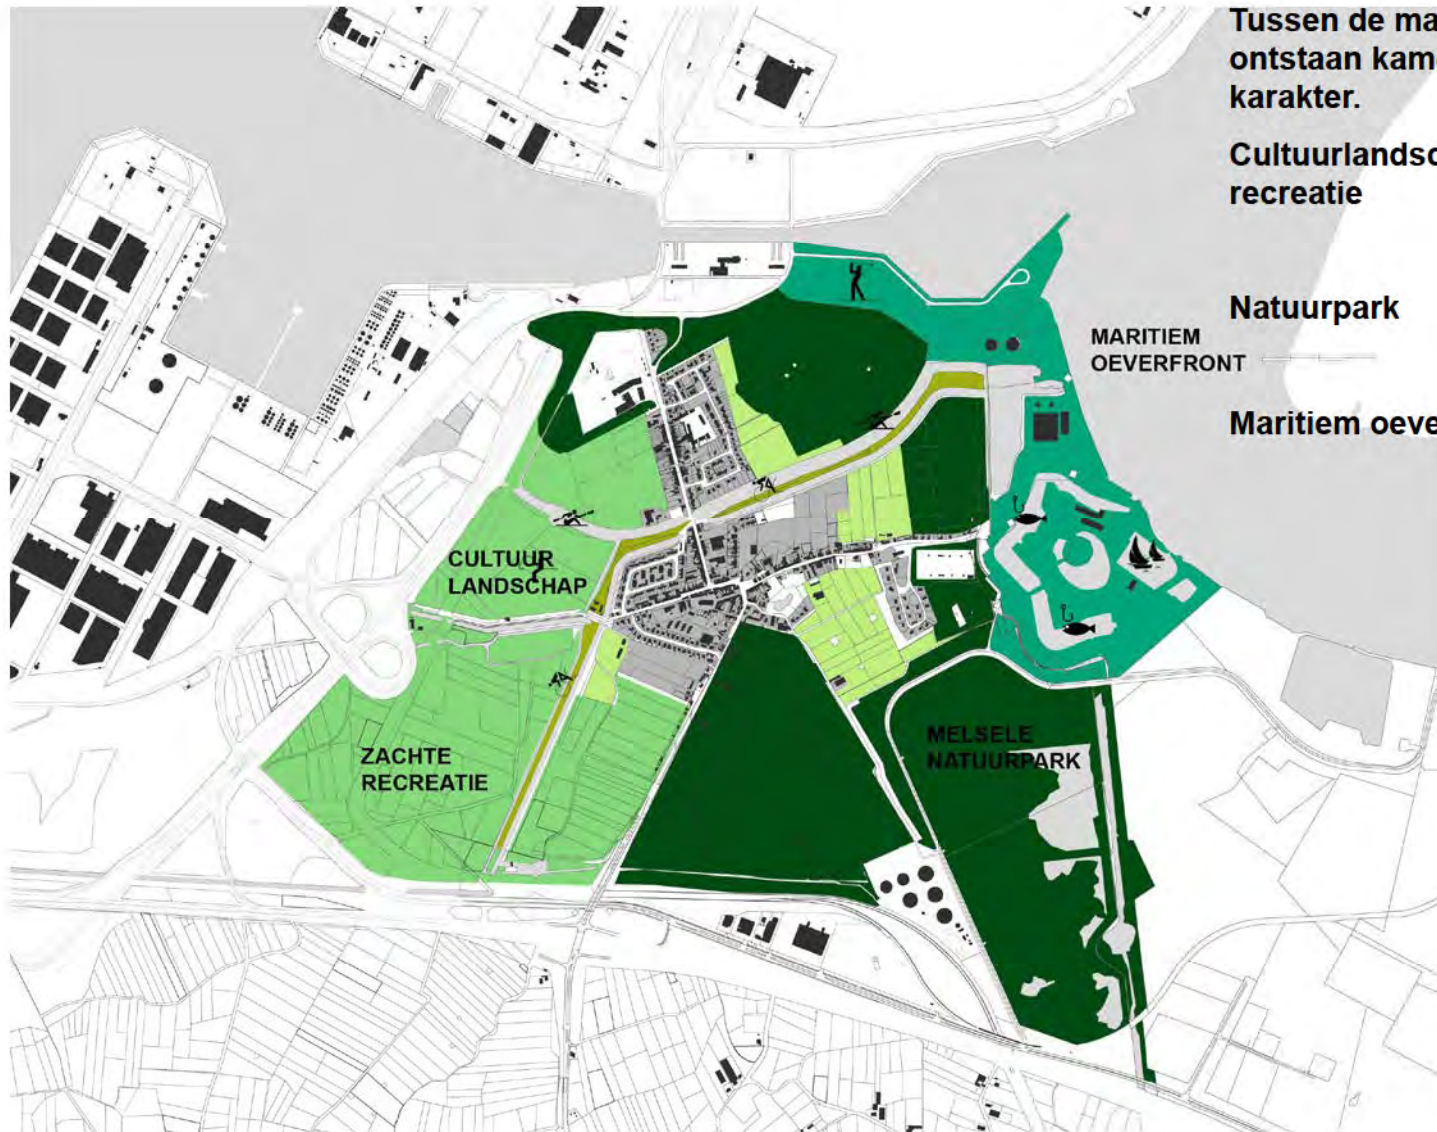 Tussen de ma
ontstaan kam
karakter.
Cultuurlandsc
recreatie
Natuurpark
MARITIEM
OEVERFRONT
Maritiem oeve
CULTUUR
LANDSCHAP
ZACHTE
RECREATIE
MELSELE
NATUURPARK